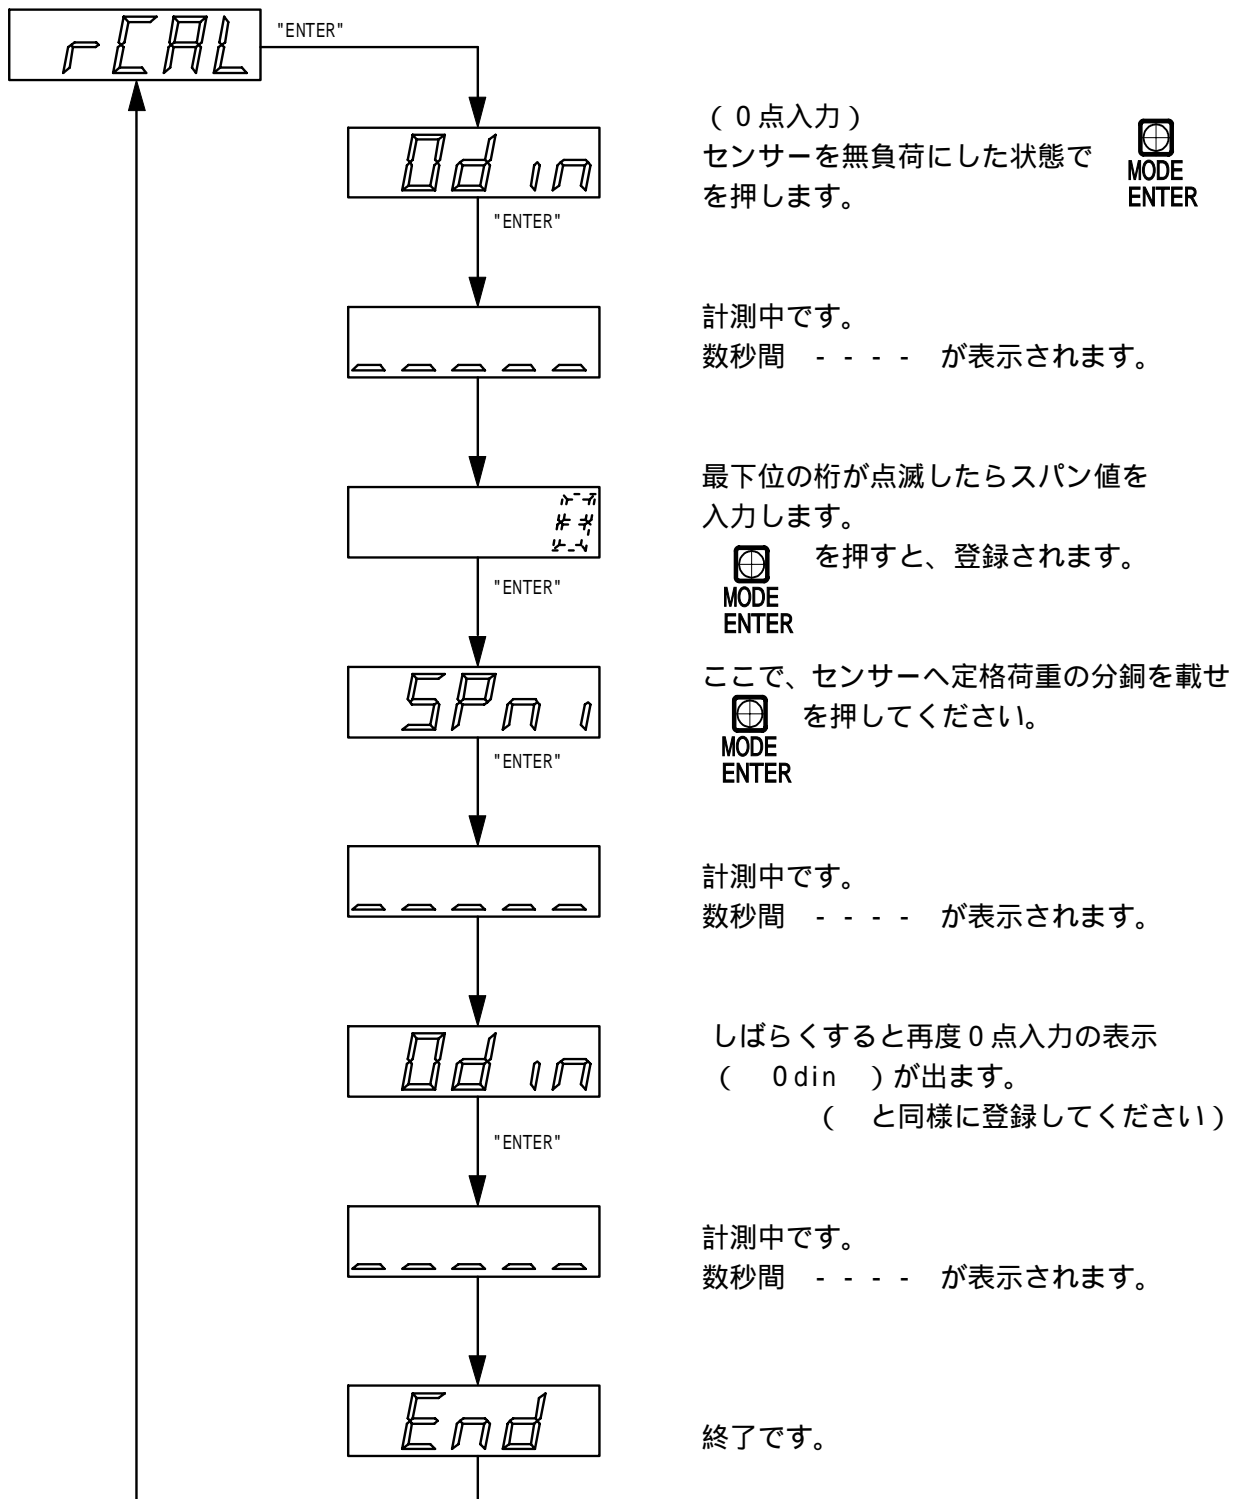 rCAL
"ENTER"
0din
(0点入力)
センサーを無負荷にした状態で
を押します。
MODE
ENTER
"ENTER"
_ _ _ _ _
計測中です。
数秒間 - - - - が表示されます。
最下位の桁が点滅したらスパン値を
入力します。
を押すと、登録されます。
MODE
ENTER
"ENTER"
SPni
ここで、センサーへ定格荷重の分銅を載せ
を押してください。
MODE
ENTER
"ENTER"
_ _ _ _ _
計測中です。
数秒間 - - - - が表示されます。
0din
しばらくすると再度0点入力の表示
( 0din )が出ます。
( と同様に登録してください)
"ENTER"
_ _ _ _ _
計測中です。
数秒間 - - - - が表示されます。
End
終了です。